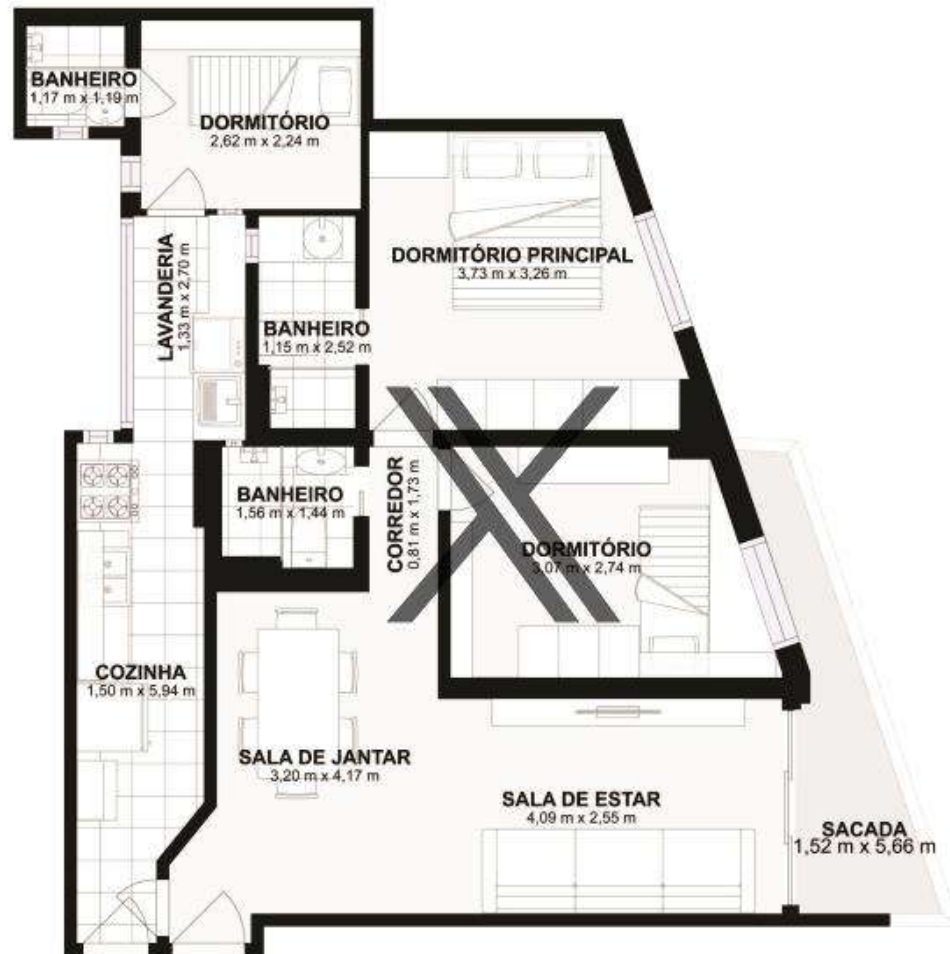 BANHEIRO
1,17 m x 1,19 m
DORMITÓRIO
2,62 m x 2,24 m
DORMITÓRIO PRINCIPAL
3,73 m x 3,26 m
LAVANDERIA
1,33 m x 2,70 m
BANHEIRO
1,15 m x 2,52 m
BANHEIRO
1,56 m x 1,44 m
CORREDOR
0,81 m x 1,73 m
DORMITÓRIO
3,07 m x 2,74 m
COZINHA
1,50 m x 5,94 m
SALA DE JANTAR
3,20 m x 4,17 m
SALA DE ESTAR
4,09 m x 2,55 m
SACADA
1,52 m x 5,66 m